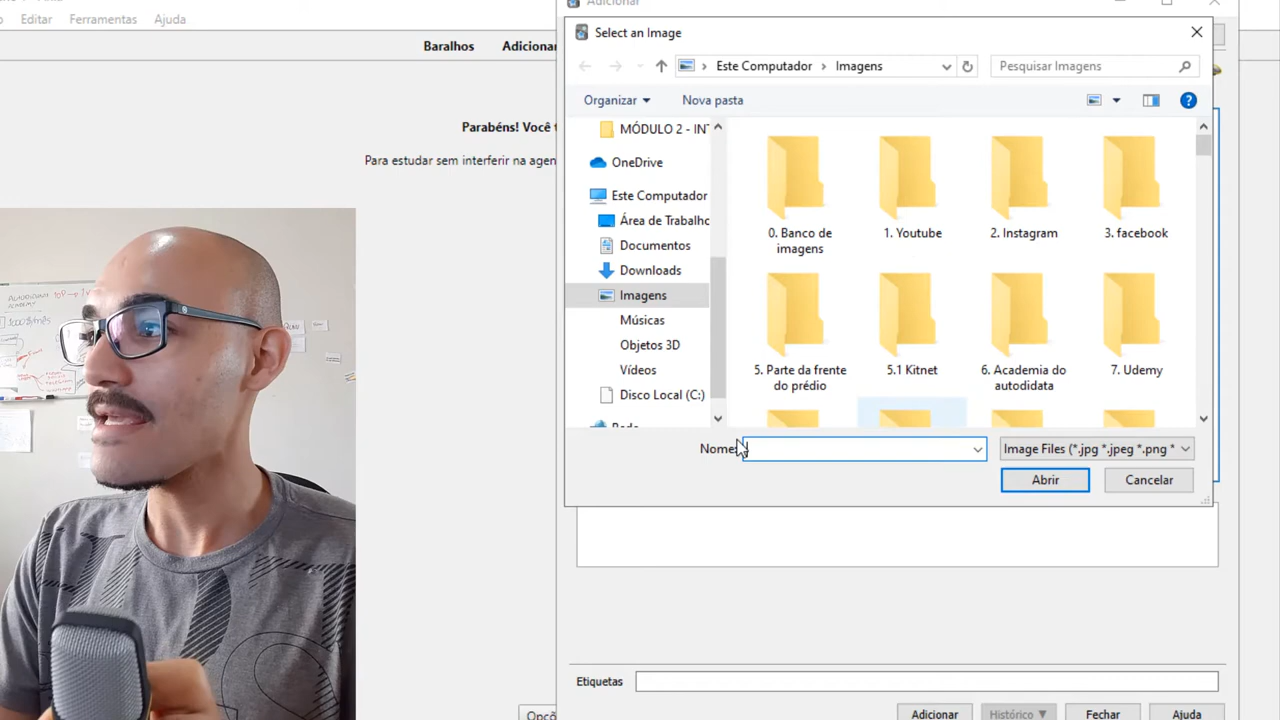 Adicionar
Editar Ferramentas Ajuda
Baralhos Adicionar
Parabéns! Você t
Para estudar sem interferir na agen
Select an Image
Este Computador Imagens
Pesquisar Imagens
Organizar Nova pasta
MÓDULO 2 - INT
OneDrive
Este Computador
Área de Trabalho
Documentos
Downloads
Imagens
Músicas
Objetos 3D
Vídeos
Disco Local (C:)
Rede
0. Banco de
imagens
1. Youtube
2. Instagram
3. facebook
5. Parte da frente
do prédio
5.1 Kitnet
6. Academia do
autodidata
7. Udemy
Nome:
Image Files (*.jpg *.jpeg *.png *
Abrir Cancelar
Etiquetas
Opçõ
Adicionar Histórico ▼ Fechar Ajuda